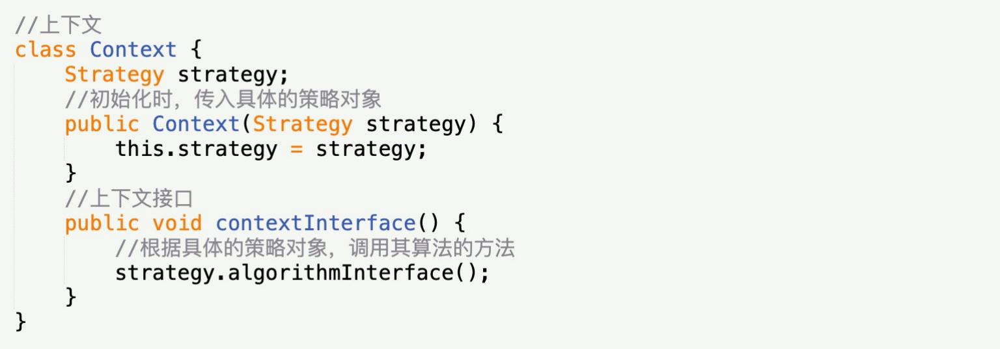 //上下文
class Context {
    Strategy strategy;
    //初始化时，传入具体的策略对象
    public Context(Strategy strategy) {
        this.strategy = strategy;
    }
    //上下文接口
    public void contextInterface() {
        //根据具体的策略对象，调用其算法的方法
        strategy.algorithmInterface();
    }
}